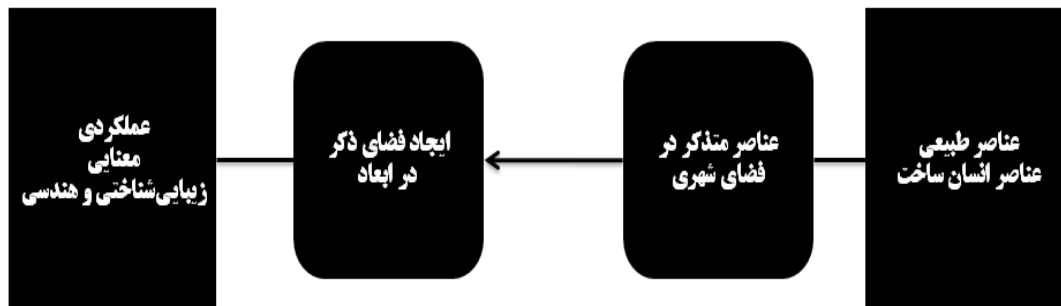 عناصر طبیعی
عناصر انسان ساخت
عناصر متذکر در
فضای شهری
ایجاد فضای ذکر
در ابعاد
عملکردی
معنایی
زیبایی‌شناختی و هندسی